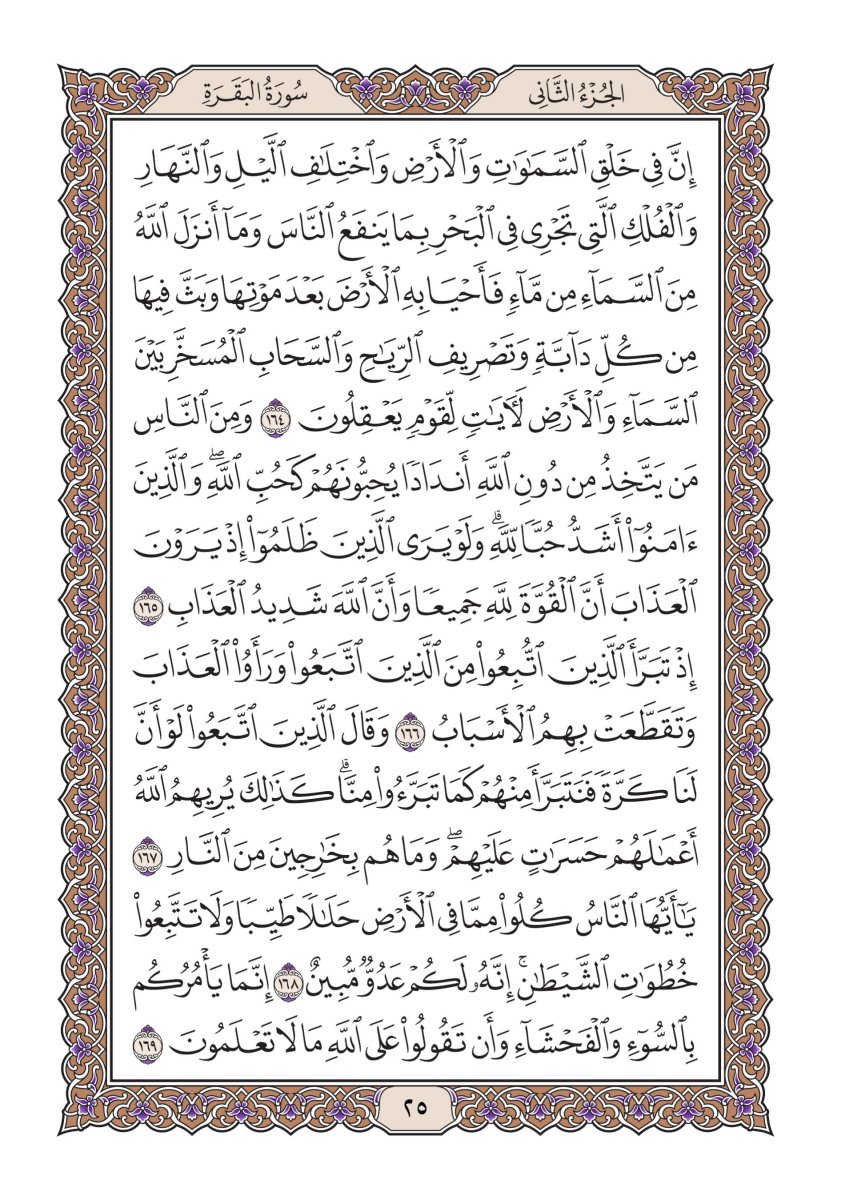 الجُزْءُ الثَّانِي
سُورَةُ البَقَرَةِ
إِنَّ فِي خَلْقِ ٱلسَّمَٰوَٰتِ وَٱلْأَرْضِ وَٱخْتِلَٰفِ ٱلَّيْلِ وَٱلنَّهَارِ
وَٱلْفُلْكِ ٱلَّتِي تَجْرِي فِي ٱلْبَحْرِ بِمَا يَنفَعُ ٱلنَّاسَ وَمَآ أَنزَلَ ٱللَّهُ
مِنَ ٱلسَّمَآءِ مِن مَّآءٍ فَأَحْيَا بِهِ ٱلْأَرْضَ بَعْدَ مَوْتِهَا وَبَثَّ فِيهَا
مِن كُلِّ دَآبَّةٍ وَتَصْرِيفِ ٱلرِّيَٰحِ وَٱلسَّحَابِ ٱلْمُسَخَّرِ بَيْنَ
ٱلسَّمَآءِ وَٱلْأَرْضِ لَأٓيَٰتٍ لِّقَوْمٍ يَعْقِلُونَ ١٦٤ وَمِنَ ٱلنَّاسِ
مَن يَتَّخِذُ مِن دُونِ ٱللَّهِ أَندَادًا يُحِبُّونَهُمْ كَحُبِّ ٱللَّهِۖ وَٱلَّذِينَ
ءَامَنُوٓا۟ أَشَدُّ حُبًّا لِّلَّهِۗ وَلَوْ يَرَى ٱلَّذِينَ ظَلَمُوٓا۟ إِذْ يَرَوْنَ
ٱلْعَذَابَ أَنَّ ٱلْقُوَّةَ لِلَّهِ جَمِيعًا وَأَنَّ ٱللَّهَ شَدِيدُ ٱلْعَذَابِ ١٦٥
إِذْ تَبَرَّأَ ٱلَّذِينَ ٱتُّبِعُوا۟ مِنَ ٱلَّذِينَ ٱتَّبَعُوا۟ وَرَأَوُا۟ ٱلْعَذَابَ
وَتَقَطَّعَتْ بِهِمُ ٱلْأَسْبَابُ ١٦٦ وَقَالَ ٱلَّذِينَ ٱتَّبَعُوا۟ لَوْ أَنَّ
لَنَا كَرَّةً فَنَتَبَرَّأَ مِنْهُمْ كَمَا تَبَرَّءُوا۟ مِنَّاۗ كَذَٰلِكَ يُرِيهِمُ ٱللَّهُ
أَعْمَٰلَهُمْ حَسَرَٰتٍ عَلَيْهِمْۖ وَمَا هُم بِخَٰرِجِينَ مِنَ ٱلنَّارِ ١٦٧
يَٰٓأَيُّهَا ٱلنَّاسُ كُلُوا۟ مِمَّا فِي ٱلْأَرْضِ حَلَٰلًا طَيِّبًا وَلَا تَتَّبِعُوا۟
خُطُوَٰتِ ٱلشَّيْطَٰنِۚ إِنَّهُۥ لَكُمْ عَدُوٌّ مُّبِينٌ ١٦٨ إِنَّمَا يَأْمُرُكُم
بِٱلسُّوٓءِ وَٱلْفَحْشَآءِ وَأَن تَقُولُوا۟ عَلَى ٱللَّهِ مَا لَا تَعْلَمُونَ ١٦٩
٢٥